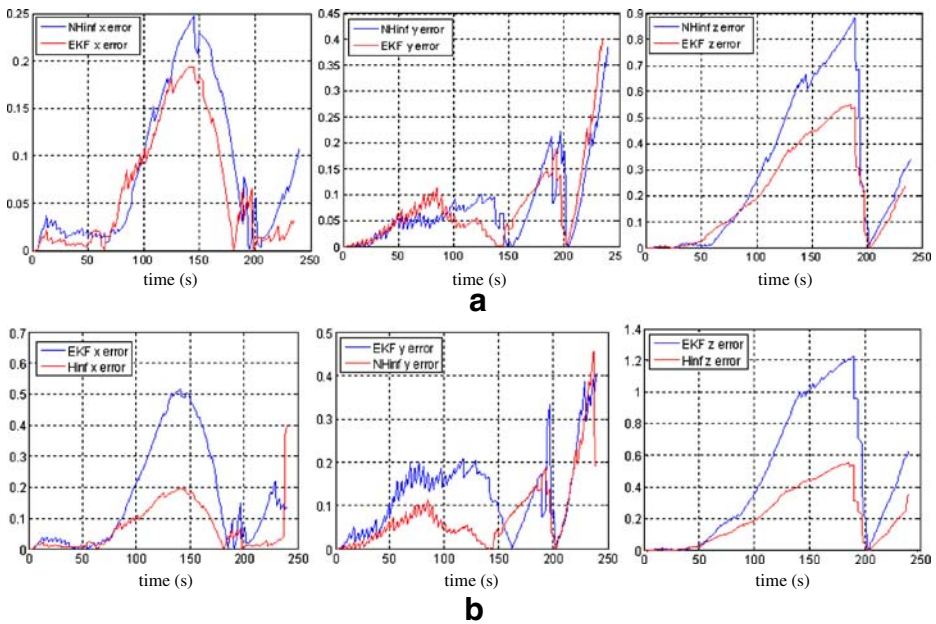 NHinf x error
EKF x error
0.25
0.2
0.15
0.1
0.05
0
0 50 100 150 200 250
time (s)
NHinf y error
EKF y error
0.45
0.4
0.35
0.3
0.25
0.2
0.15
0.1
0.05
0
0 50 100 150 200 250
time (s)
NHinf z error
EKF z error
0.9
0.8
0.7
0.6
0.5
0.4
0.3
0.2
0.1
0
0 50 100 150 200 250
time (s)
a
EKF x error
Hinf x error
0.7
0.6
0.5
0.4
0.3
0.2
0.1
0
0 50 100 150 200 250
time (s)
EKF y error
NHinf y error
0.5
0.4
0.3
0.2
0.1
0
0 50 100 150 200 250
time (s)
EKF z error
Hinf z error
1.4
1.2
1
0.8
0.6
0.4
0.2
0
0 50 100 150 200 250
time (s)
b